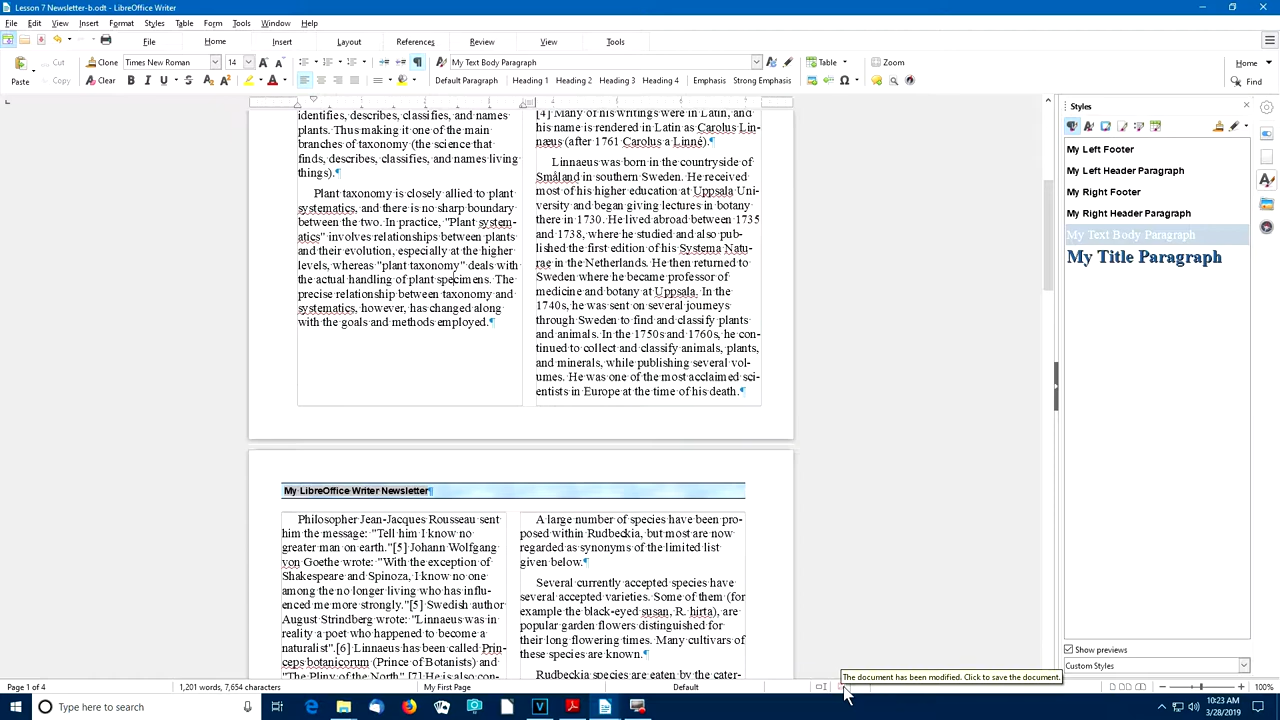 Lesson 7 Newsletter-b.odt - LibreOffice Writer
File Edit View Insert Format Styles Table Form Tools Window Help
File Home Insert Layout References Review View Tools
Paste Cut Copy Clone Clear Times New Roman 14 My Text Body Paragraph Table Zoom Home
Default Paragraph Heading 1 Heading 2 Heading 3 Heading 4 Emphasis Strong Emphasis Find
identifies, describes, classifies, and names
plants. Thus making it one of the main
branches of taxonomy (the science that
finds, describes, classifies, and names living
things).¶
Plant taxonomy is closely allied to plant
systematics, and there is no sharp boundary
between the two. In practice, "Plant system-
atics" involves relationships between plants
and their evolution, especially at the higher
levels, whereas "plant taxonomy" deals with
the actual handling of plant specimens. The
precise relationship between taxonomy and
systematics, however, has changed along
with the goals and methods employed.¶
[4] Many of his writings were in Latin, and
his name is rendered in Latin as Carolus Lin-
næus (after 1761 Carolus a Linné).¶
Linnaeus was born in the countryside of
Småland in southern Sweden. He received
most of his higher education at Uppsala Uni-
versity and began giving lectures in botany
there in 1730. He lived abroad between 1735
and 1738, where he studied and also pub-
lished the first edition of his Systema Natu-
rae in the Netherlands. He then returned to
Sweden where he became professor of
medicine and botany at Uppsala. In the
1740s, he was sent on several journeys
through Sweden to find and classify plants
and animals. In the 1750s and 1760s, he con-
tinued to collect and classify animals, plants,
and minerals, while publishing several vol-
umes. He was one of the most acclaimed sci-
entists in Europe at the time of his death.¶
My LibreOffice Writer Newsletter¶
Philosopher Jean-Jacques Rousseau sent
him the message: "Tell him I know no
greater man on earth."[5] Johann Wolfgang
von Goethe wrote: "With the exception of
Shakespeare and Spinoza, I know no one
among the no longer living who has influ-
enced me more strongly."[5] Swedish author
August Strindberg wrote: "Linnaeus was in
reality a poet who happened to become a
naturalist".[6] Linnaeus has been called Prin-
ceps botanicorum (Prince of Botanists) and
"The Pliny of the North".[7] He is also con-
A large number of species have been pro-
posed within Rudbeckia, but most are now
regarded as synonyms of the limited list
given below.¶
Several currently accepted species have
several accepted varieties. Some of them (for
example the black-eyed susan, R. hirta), are
popular garden flowers distinguished for
their long flowering times. Many cultivars of
these species are known.¶
Rudbeckia species are eaten by the cater-
Styles
My Left Footer
My Left Header Paragraph
My Right Footer
My Right Header Paragraph
My Text Body Paragraph
My Title Paragraph
Show previews
Custom Styles
The document has been modified. Click to save the document.
Page 1 of 4 1,201 words, 7,654 characters My First Page Default 100%
Type here to search
10:23 AM
3/28/2019